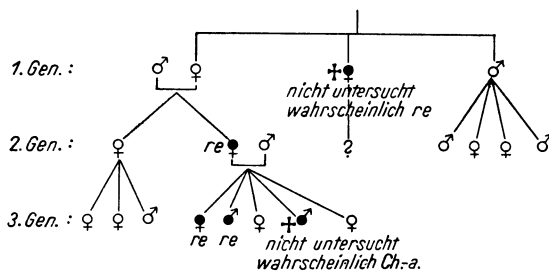 1. Gen.: ♂ ♀ ♀ ♂
nicht untersucht
wahrscheinlich re
2. Gen.: ♀ re ♀ ♂ ? ♂ ♀ ♀ ♂
3. Gen.: ♀ ♀ ♂ ♀ ♂ ♀ ♂ ♀
re re nicht untersucht
wahrscheinlich Ch.-a.